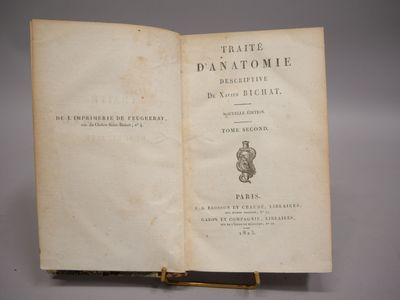 DE L'IMPRIMERIE DE FEUGUERAY,
rue du Cloître Saint-Benoît, n° 4.
TRAITÉ
D'ANATOMIE
DESCRIPTIVE
DE XAVIER BICHAT.
NOUVELLE ÉDITION.
TOME SECOND.
PARIS.
J. A. BROSSON ET CHAUDÉ, LIBRAIRES,
GABON ET COMPAGNIE, LIBRAIRES,
1823.